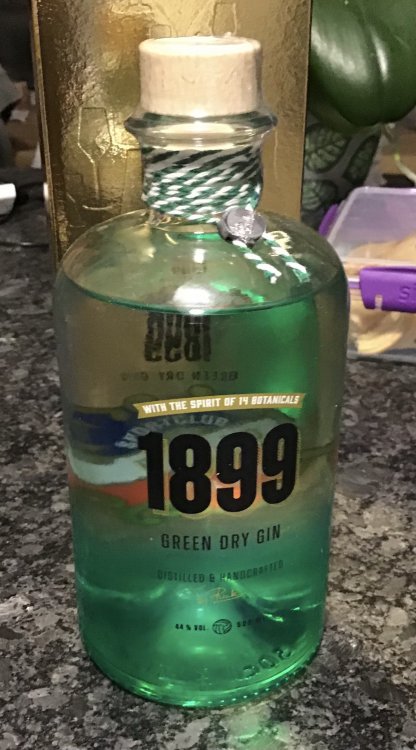 WITH THE SPIRIT OF 14 BOTANICALS
1899
GREEN DRY GIN
DISTILLED & HANDCRAFTED
44 % VOL.